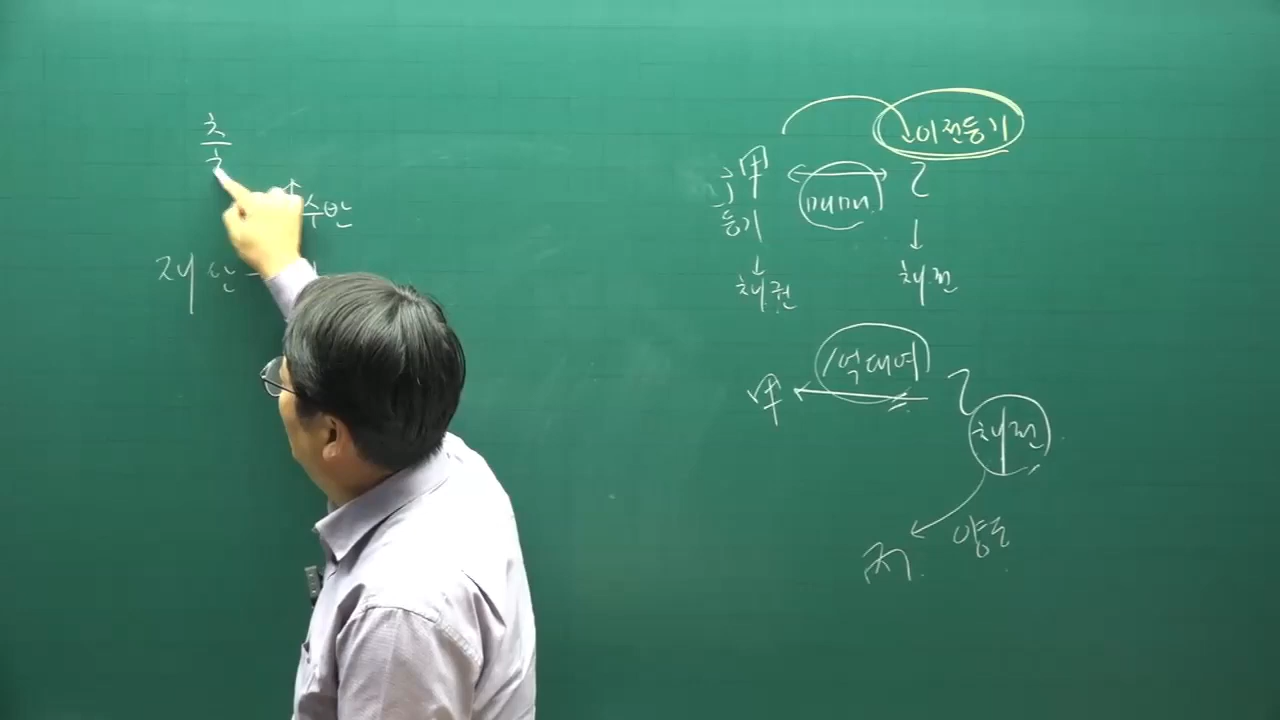 이전등기
甲 매매 乙
등기
채권 채권
수반
재산
甲 1억대여 乙
채권
양도
丙